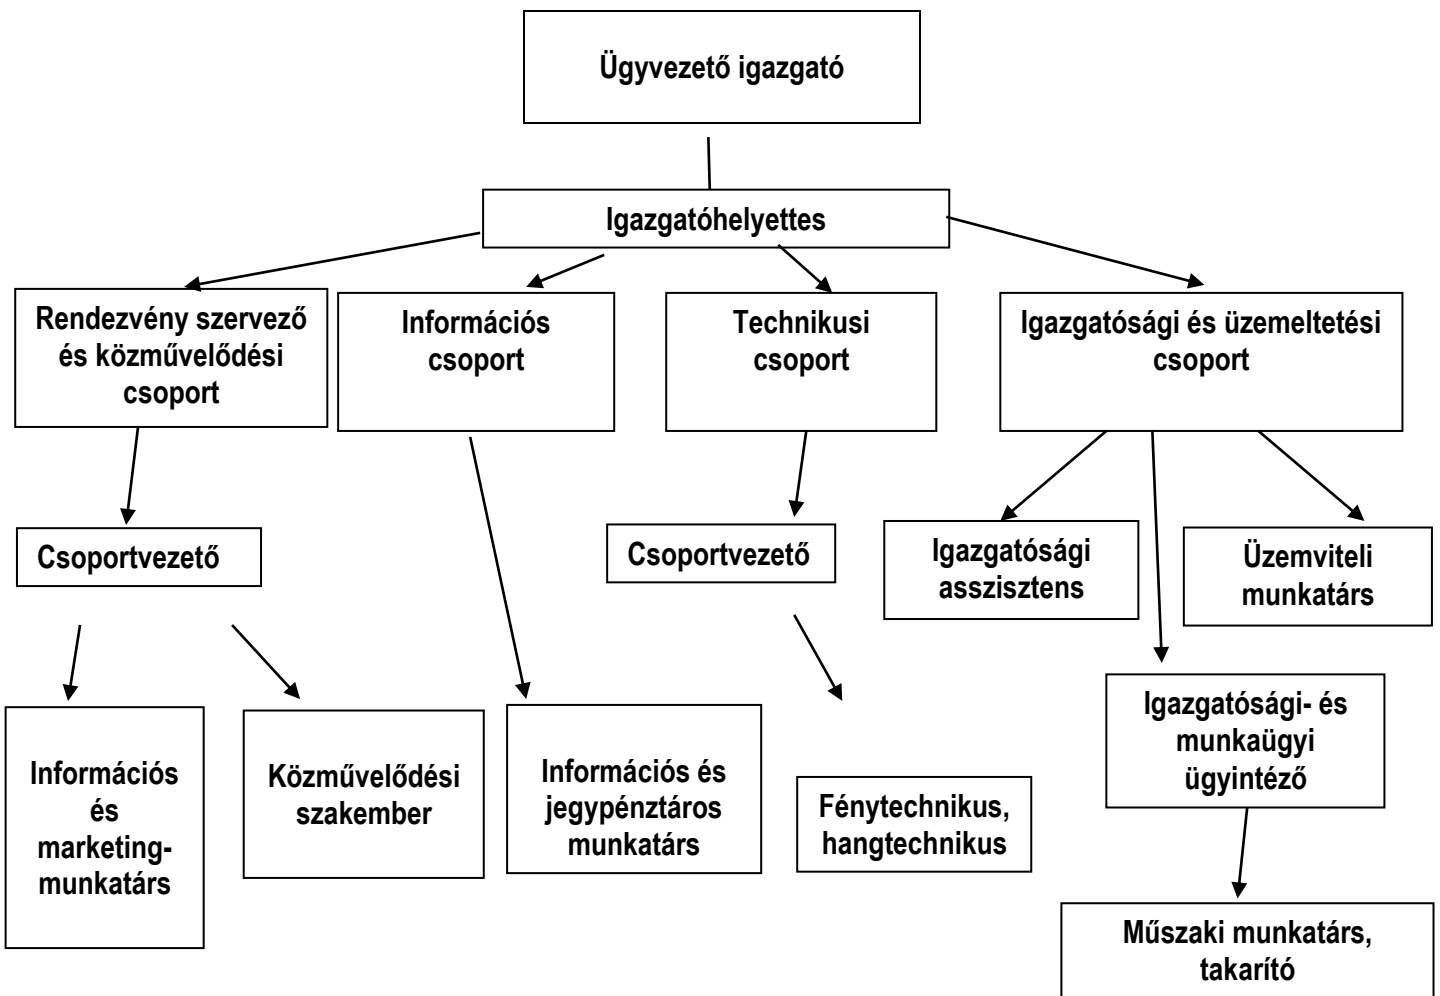 Ügyvezető igazgató
Igazgatóhelyettes
Rendezvény szervező
és közművelődési
csoport
Információs
csoport
Technikusi
csoport
Igazgatósági és üzemeltetési
csoport
Csoportvezető
Csoportvezető
Igazgatósági
asszisztens
Üzemviteli
munkatárs
Információs
és
marketing-
munkatárs
Közművelődési
szakember
Információs és
jegypénztáros
munkatárs
Fénytechnikus,
hangtechnikus
Igazgatósági- és
munkaügyi
ügyintéző
Műszaki munkatárs,
takarító